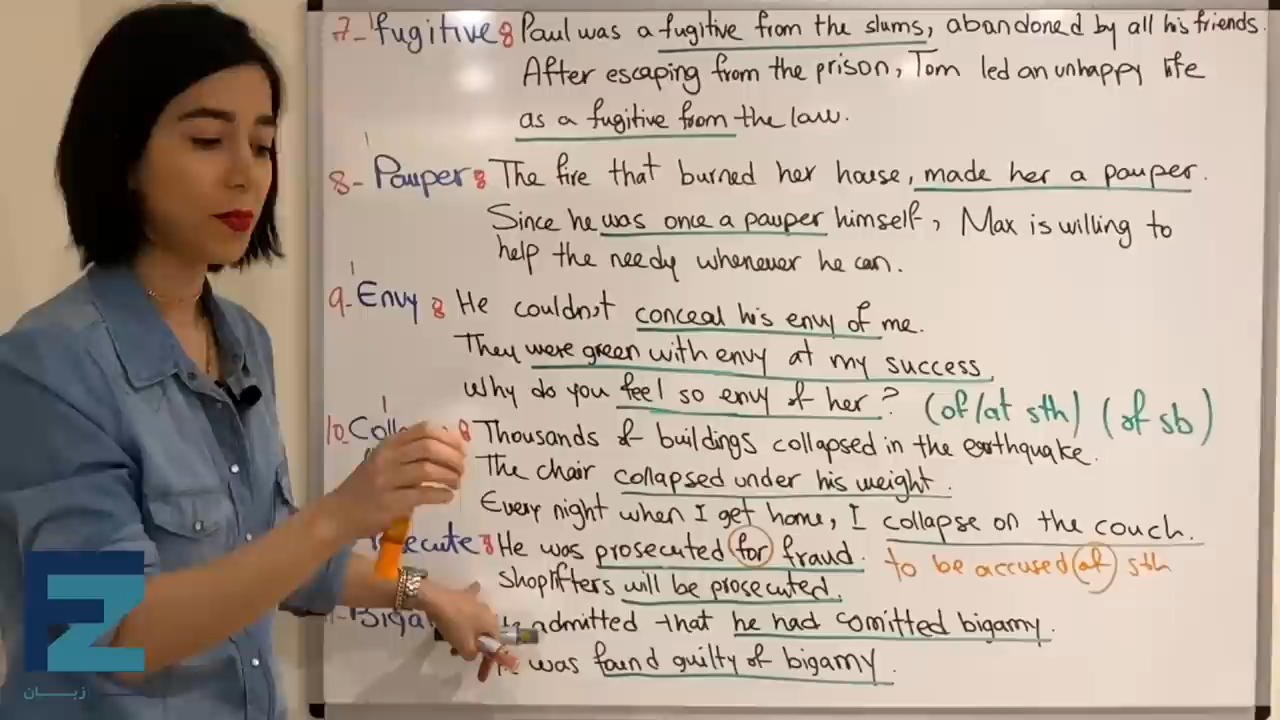 7- fugitive: Paul was a fugitive from the slums, abandoned by all his friends.
After escaping from the prison, Tom led an unhappy life
as a fugitive from the law.
8- Pauper: The fire that burned her house, made her a pauper.
Since he was once a pauper himself, Max is willing to
help the needy whenever he can.
9- Envy: He couldn't conceal his envy of me.
They were green with envy at my success
Why do you feel so envy of her? (of/at sth) (of sb)
10- Coll : Thousands of buildings collapsed in the earthquake.
The chair collapsed under his weight.
Every night when I get home, I collapse on the couch.
ecute: He was prosecuted for fraud. to be accused of sth
Shoplifters will be prosecuted.
Biga admitted that he had comitted bigamy.
was found guilty of bigamy.
EZ
زبان